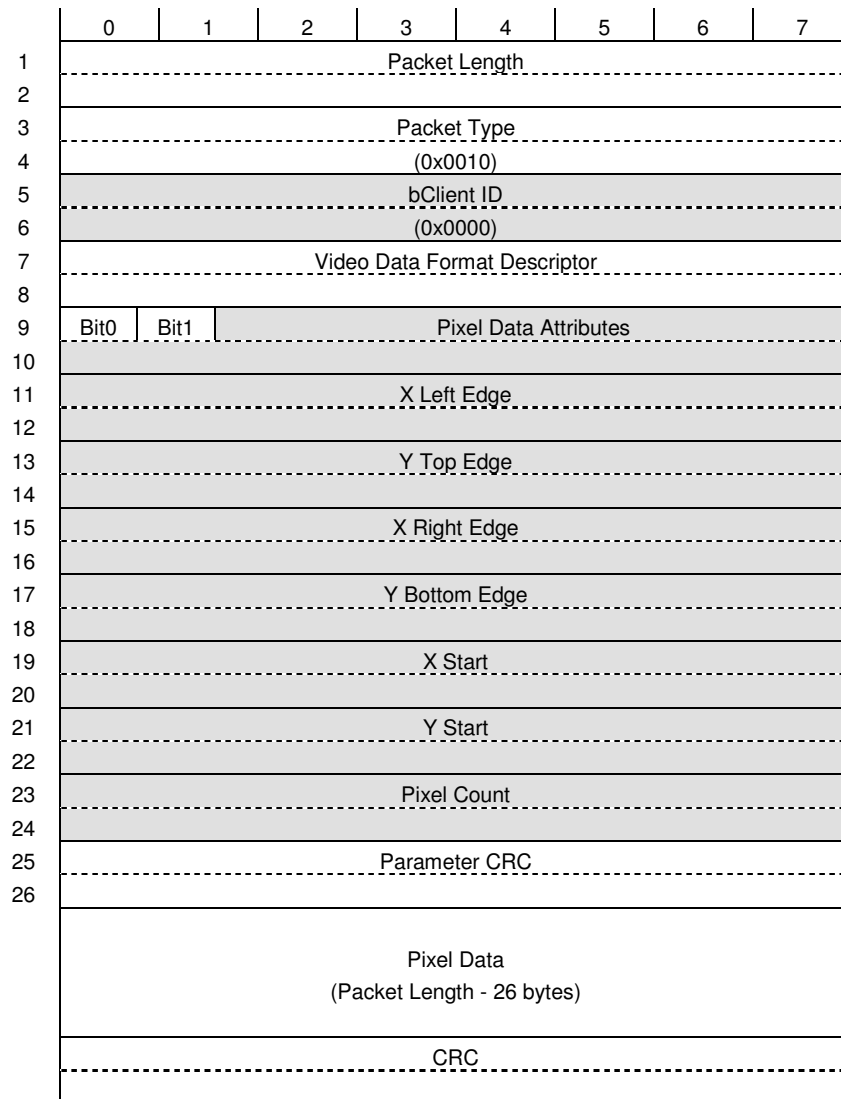 0 1 2 3 4 5 6 7
1 Packet Length
2
3 Packet Type
4 (0x0010)
5 bClient ID
6 (0x0000)
7 Video Data Format Descriptor
8
9 Bit0 Bit1 Pixel Data Attributes
10
11 X Left Edge
12
13 Y Top Edge
14
15 X Right Edge
16
17 Y Bottom Edge
18
19 X Start
20
21 Y Start
22
23 Pixel Count
24
25 Parameter CRC
26
Pixel Data
(Packet Length - 26 bytes)
CRC